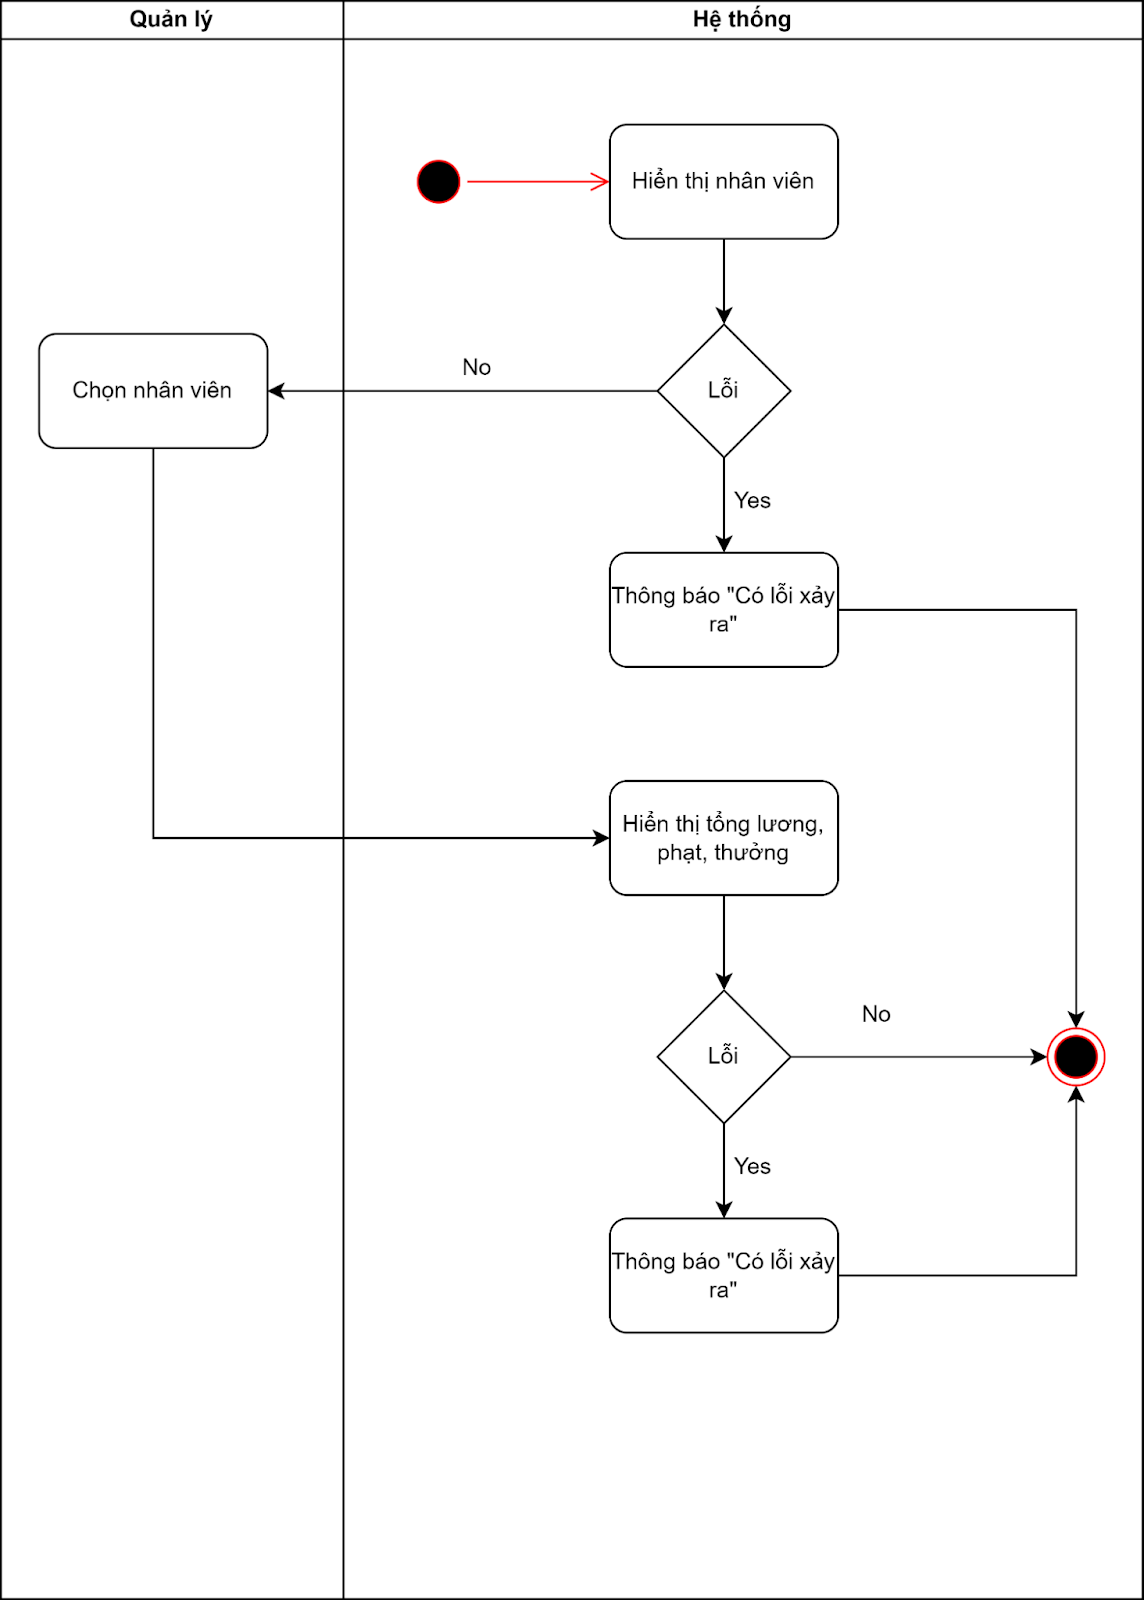 Quản lý
Hệ thống
Hiển thị nhân viên
Chọn nhân viên
No
Lỗi
Yes
Thông báo "Có lỗi xảy
ra"
Hiển thị tổng lương,
phạt, thưởng
No
Lỗi
Yes
Thông báo "Có lỗi xảy
ra"